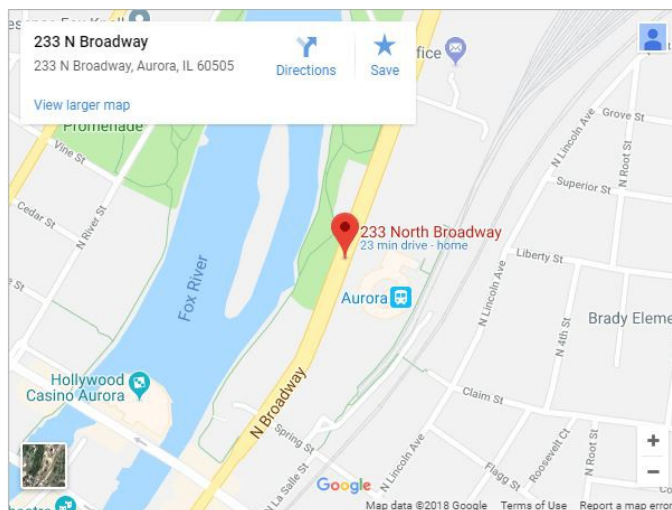 233 N Broadway
233 N Broadway, Aurora, IL 60505
Directions
Save
View larger map
Promenade
Vine St
Cedar St
N River St
Fox River
233 North Broadway
23 min drive - home
Aurora
Hollywood
Casino Aurora
N Broadway
Spring St
N La Salle St
N Lincoln Ave
N Lincoln Ave
N Lincoln Ave
Grove St
N Root St
Superior St
Liberty St
N 4th St
Brady Eleme
Claim St
Roosevelt Ct
N Root St
Flagg St
Google
Map data ©2018 Google
Terms of Use
Report a map error